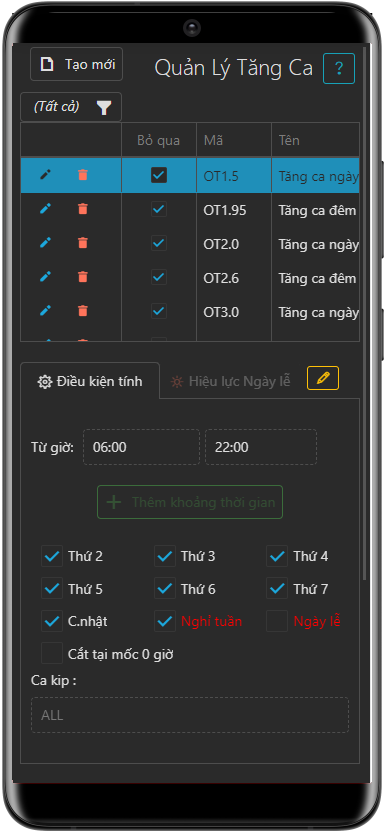 Tạo mới
Quản Lý Tăng Ca
?
(Tất cả)
Bỏ qua Mã Tên
OT1.5 Tăng ca ngày
OT1.95 Tăng ca đêm
OT2.0 Tăng ca ngày
OT2.6 Tăng ca đêm
OT3.0 Tăng ca ngày
Điều kiện tính Hiệu lực Ngày lễ
Từ giờ: 06:00 22:00
Thêm khoảng thời gian
Thứ 2 Thứ 3 Thứ 4
Thứ 5 Thứ 6 Thứ 7
C.nhật Nghỉ tuần Ngày lễ
Cắt tại mốc 0 giờ
Ca kíp :
ALL